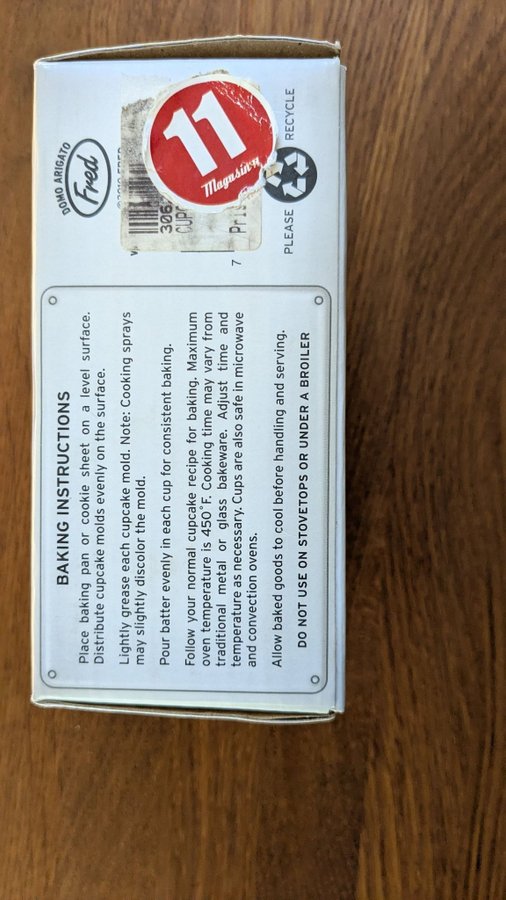 BAKING INSTRUCTIONS
Place baking pan or cookie sheet on a level surface.
Distribute cupcake molds evenly on the surface.
Lightly grease each cupcake mold. Note: Cooking sprays
may slightly discolor the mold.
Pour batter evenly in each cup for consistent baking.
Follow your normal cupcake recipe for baking. Maximum
oven temperature is 450°F. Cooking time may vary from
traditional metal or glass bakeware. Adjust time and
temperature as necessary. Cups are also safe in microwave
and convection ovens.
Allow baked goods to cool before handling and serving.
DO NOT USE ON STOVETOPS OR UNDER A BROILER
DOMO ARIGATO
Fred
11
Magasin
306
CUPC
7
PLEASE RECYCLE